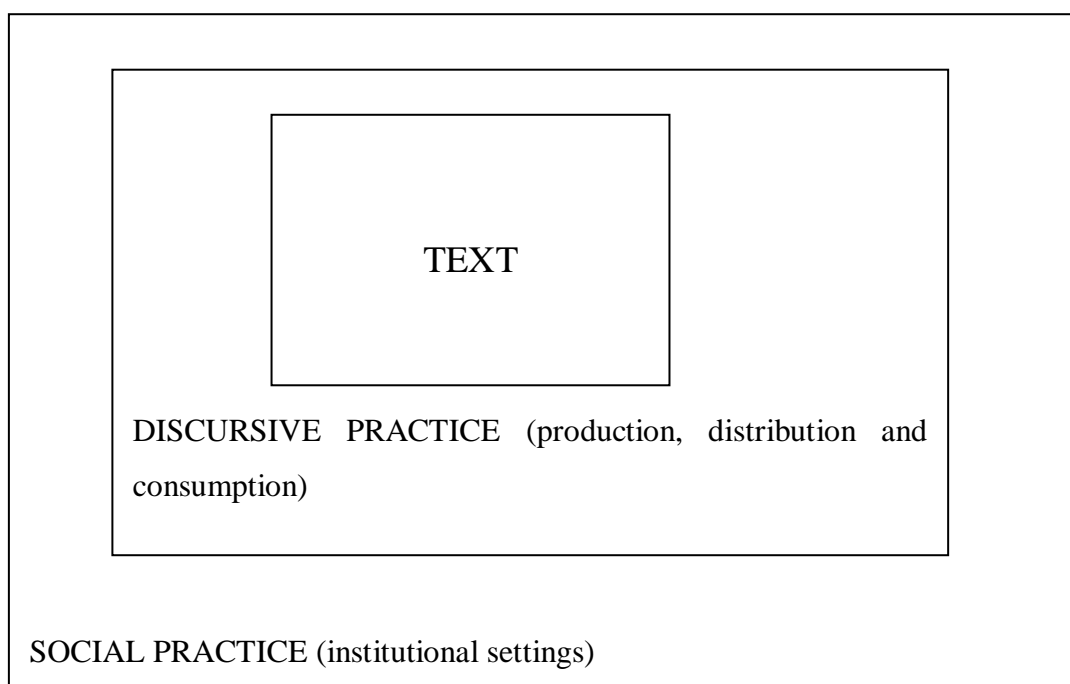 TEXT
DISCURSIVE PRACTICE (production, distribution and
consumption)
SOCIAL PRACTICE (institutional settings)